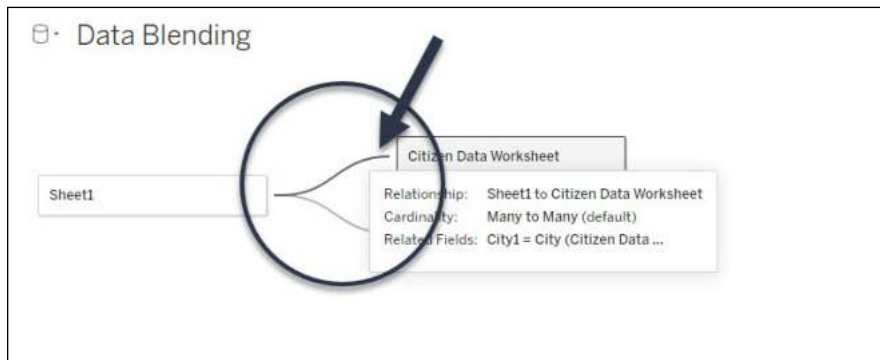 Data Blending
Citizen Data Worksheet
Sheet1
Relationship: Sheet1 to Citizen Data Worksheet
Cardinality: Many to Many (default)
Related Fields: City1 = City (Citizen Data ...